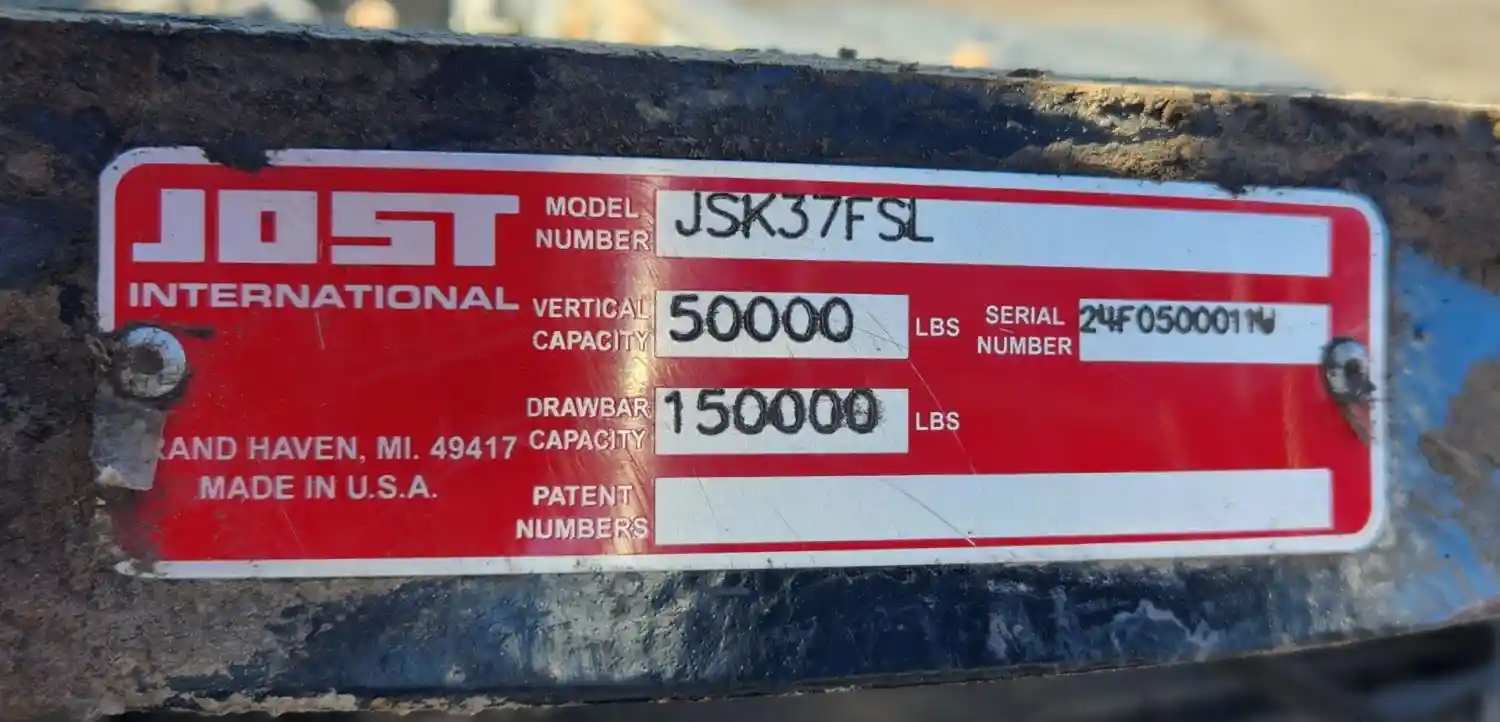 JOST
INTERNATIONAL
MODEL NUMBER JSK37FSL
VERTICAL CAPACITY 50000 LBS
SERIAL NUMBER 24F0500011W
DRAWBAR CAPACITY 150000 LBS
PATENT NUMBERS
RAND HAVEN, MI. 49417
MADE IN U.S.A.